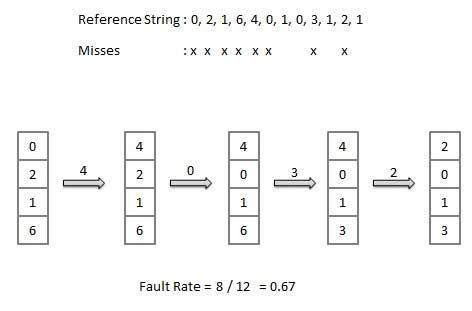 Reference String : 0, 2, 1, 6, 4, 0, 1, 0, 3, 1, 2, 1
Misses : x x x x x x x x
0 4 4 4 2
4 0 3 2
2 2 0 0 0
1 1 1 1 1
6 6 6 3 3
Fault Rate = 8 / 12 = 0.67